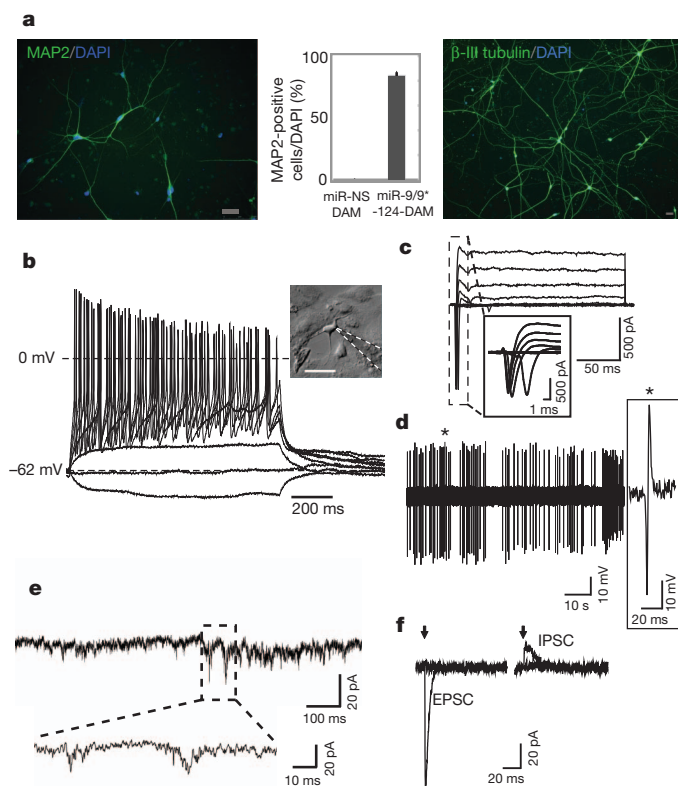 a
MAP2/DAPI
MAP2-positive
cells/DAPI (%)
100
50
0
miR-NS
DAM
miR-9/9*
-124-DAM
β-III tubulin/DAPI
b
0 mV
–62 mV
200 ms
c
500 pA
50 ms
500 pA
1 ms
d
*
*
10 s
10 mV
20 ms
10 mV
e
20 pA
100 ms
20 pA
10 ms
f
IPSC
EPSC
20 pA
20 ms